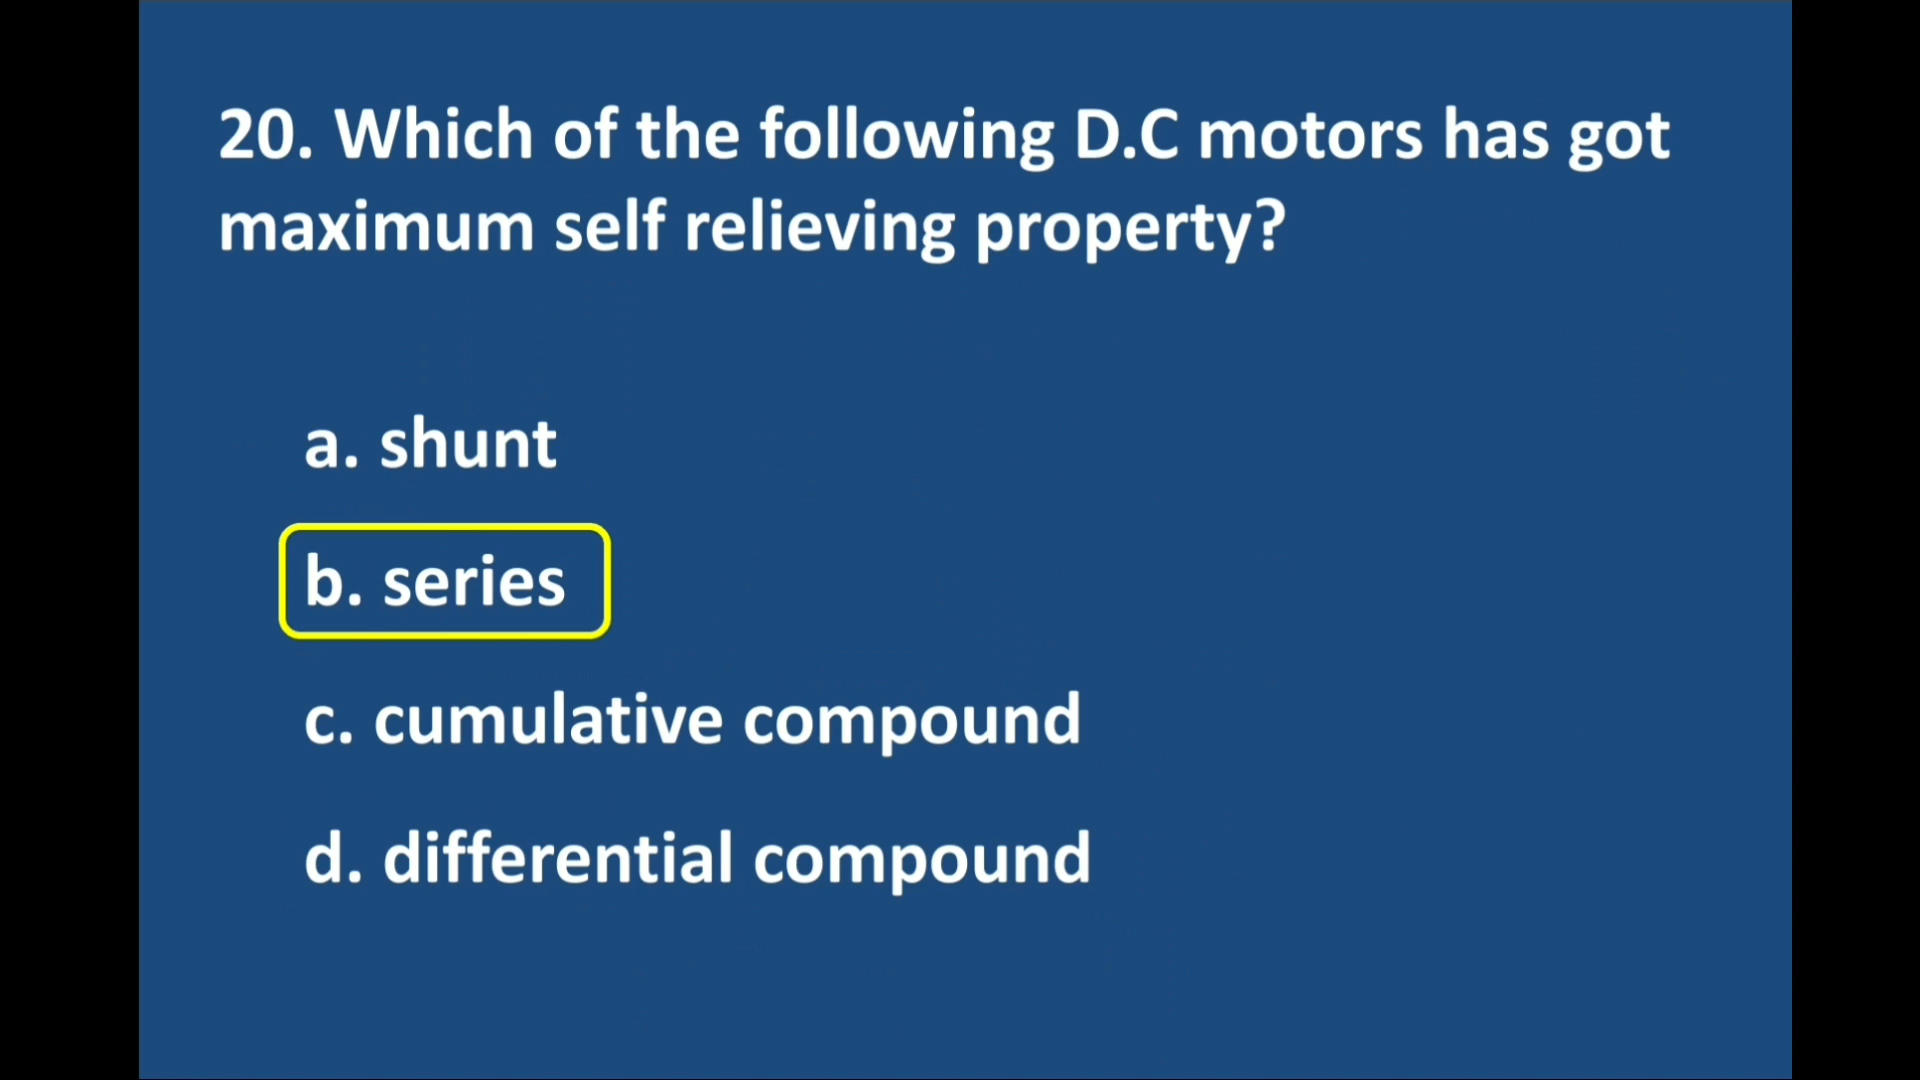 20. Which of the following D.C motors has got
maximum self relieving property?
a. shunt
b. series
c. cumulative compound
d. differential compound